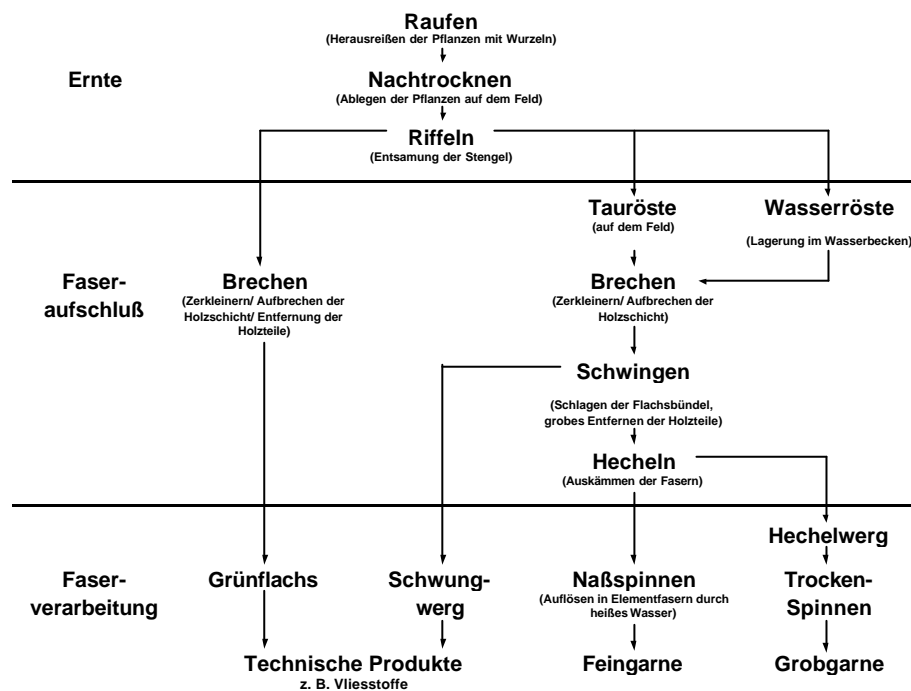 Raufen
(Herausreißen der Pflanzen mit Wurzeln)
Ernte
Nachtrocknen
(Ablegen der Pflanzen auf dem Feld)
Riffeln
(Entsamung der Stengel)
Tauröste
(auf dem Feld)
Wasserröste
(Lagerung im Wasserbecken)
Faser-
aufschluß
Brechen
(Zerkleinern/ Aufbrechen der
Holzschicht/ Entfernung der
Holzteile)
Brechen
(Zerkleinern/ Aufbrechen der
Holzschicht)
Schwingen
(Schlagen der Flachsbündel,
grobes Entfernen der Holzteile)
Hecheln
(Auskämmen der Fasern)
Hechelwerg
Faser-
verarbeitung
Grünflachs
Schwung-
werg
Naßspinnen
(Auflösen in Elementfasern durch
heißes Wasser)
Trocken-
Spinnen
Technische Produkte
z. B. Vliesstoffe
Feingarne
Grobgarne